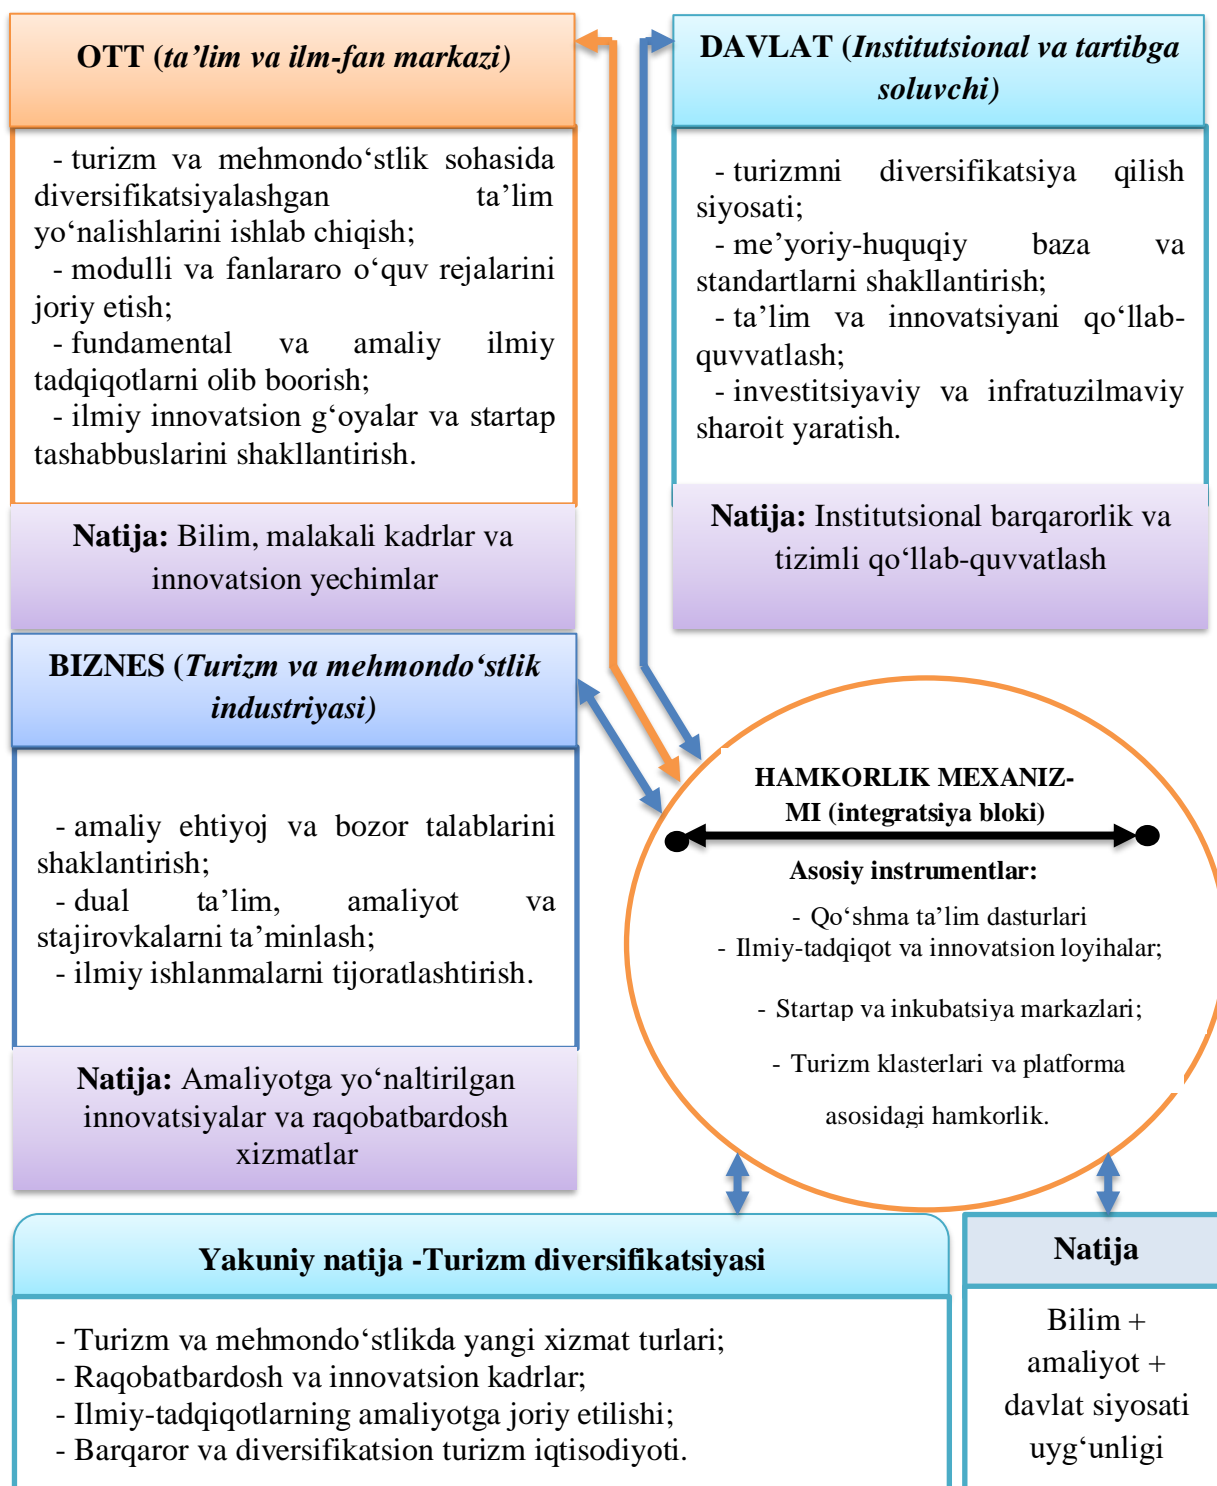 OTT (ta’lim va ilm-fan markazi)
- turizm va mehmondo‘stlik sohasida
diversifikatsiyalashgan ta’lim
yo‘nalishlarini ishlab chiqish;
- modulli va fanlararo o‘quv rejalarini
joriy etish;
- fundamental va amaliy ilmiy
tadqiqotlarni olib boorish;
- ilmiy innovatsion g‘oyalar va startap
tashabbuslarini shakllantirish.
Natija: Bilim, malakali kadrlar va
innovatsion yechimlar
DAVLAT (Institutsional va tartibga
soluvchi)
- turizmni diversifikatsiya qilish
siyosati;
- me’yoriy-huquqiy baza va
standartlarni shakllantirish;
- ta’lim va innovatsiyani qo‘llab-
quvvatlash;
- investitsiyaviy va infratuzilmaviy
sharoit yaratish.
Natija: Institutsional barqarorlik va
tizimli qo‘llab-quvvatlash
BIZNES (Turizm va mehmondo‘stlik
industriyasi)
- amaliy ehtiyoj va bozor talablarini
shaklantirish;
- dual ta’lim, amaliyot va
stajirovkalarni ta’minlash;
- ilmiy ishlanmalarni tijoratlashtirish.
Natija: Amaliyotga yo‘naltirilgan
innovatsiyalar va raqobatbardosh
xizmatlar
HAMKORLIK MEXANIZ-
MI (integratsiya bloki)
Asosiy instrumentlar:
- Qo‘shma ta’lim dasturlari
- Ilmiy-tadqiqot va innovatsion loyihalar;
- Startap va inkubatsiya markazlari;
- Turizm klasterlari va platforma
asosidagi hamkorlik.
Yakuniy natija -Turizm diversifikatsiyasi
- Turizm va mehmondo‘stlikda yangi xizmat turlari;
- Raqobatbardosh va innovatsion kadrlar;
- Ilmiy-tadqiqotlarning amaliyotga joriy etilishi;
- Barqaror va diversifikatsion turizm iqtisodiyoti.
Natija
Bilim +
amaliyot +
davlat siyosati
uyg‘unligi